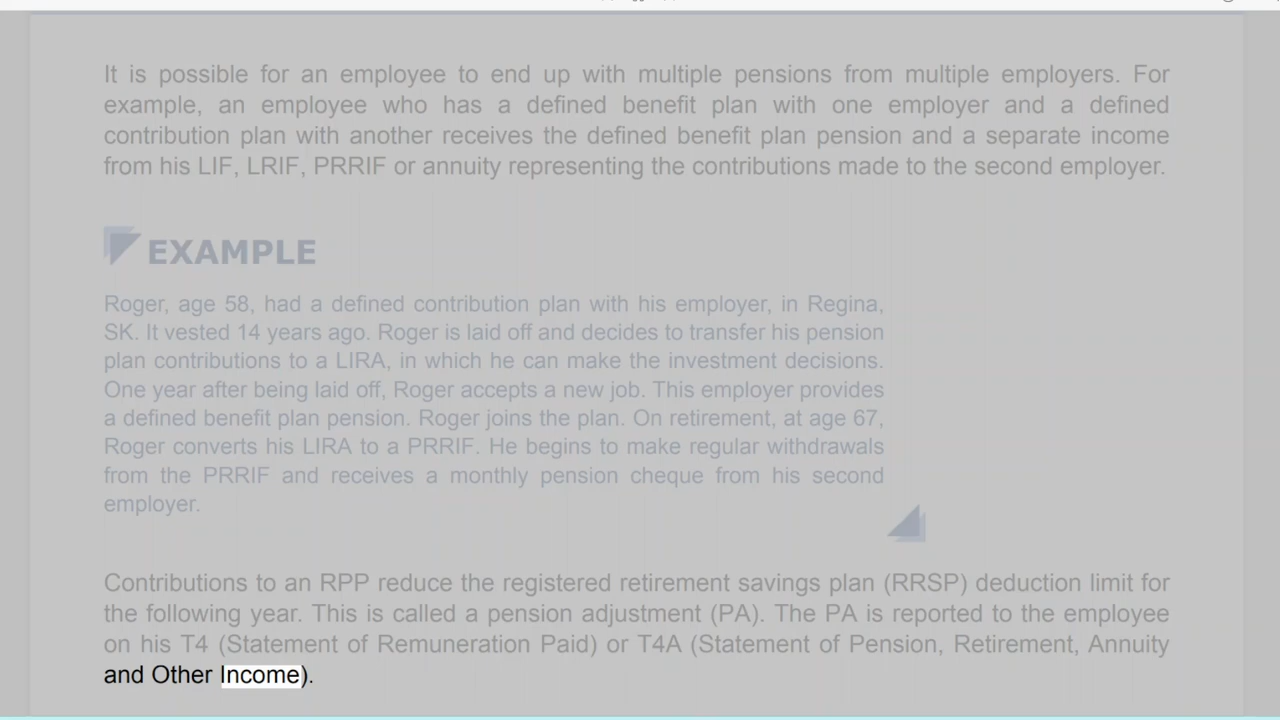 It is possible for an employee to end up with multiple pensions from multiple employers. For
example, an employee who has a defined benefit plan with one employer and a defined
contribution plan with another receives the defined benefit plan pension and a separate income
from his LIF, LRIF, PRRIF or annuity representing the contributions made to the second employer.
EXAMPLE
Roger, age 58, had a defined contribution plan with his employer, in Regina,
SK. It vested 14 years ago. Roger is laid off and decides to transfer his pension
plan contributions to a LIRA, in which he can make the investment decisions.
One year after being laid off, Roger accepts a new job. This employer provides
a defined benefit plan pension. Roger joins the plan. On retirement, at age 67,
Roger converts his LIRA to a PRRIF. He begins to make regular withdrawals
from the PRRIF and receives a monthly pension cheque from his second
employer.
Contributions to an RPP reduce the registered retirement savings plan (RRSP) deduction limit for
the following year. This is called a pension adjustment (PA). The PA is reported to the employee
on his T4 (Statement of Remuneration Paid) or T4A (Statement of Pension, Retirement, Annuity
and Other Income).